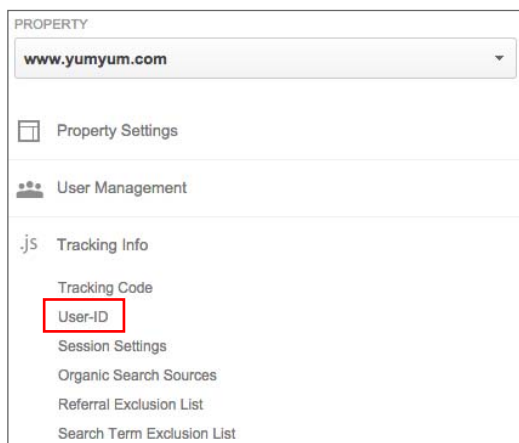 PROPERTY
www.yumyum.com
Property Settings
User Management
.js Tracking Info
Tracking Code
User-ID
Session Settings
Organic Search Sources
Referral Exclusion List
Search Term Exclusion List